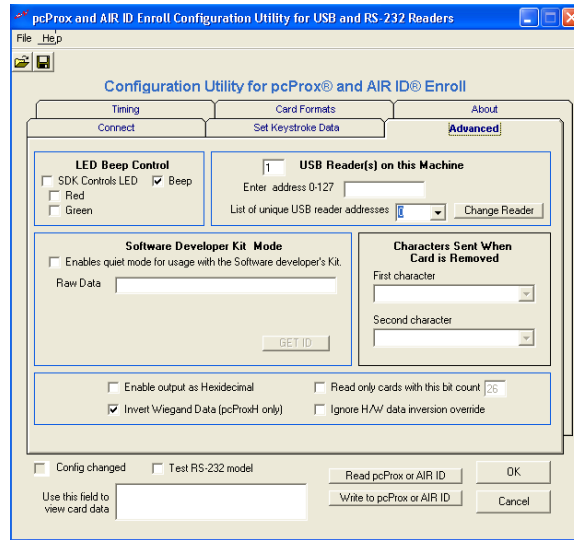 pcProx and AIR ID Enroll Configuration Utility for USB and RS-232 Readers
File Help
Configuration Utility for pcProx® and AIR ID® Enroll
Timing Card Formats About
Connect Set Keystroke Data Advanced
LED Beep Control
SDK Controls LED Beep
Red
Green
1 USB Reader(s) on this Machine
Enter address 0-127
List of unique USB reader addresses 0 Change Reader
Software Developer Kit Mode
Enables quiet mode for usage with the Software developer's Kit.
Raw Data
GET ID
Characters Sent When
Card is Removed
First character
Second character
Enable output as Hexidecimal Read only cards with this bit count 26
Invert Wiegand Data (pcProxH only) Ignore H/W data inversion override
Config changed Test RS-232 model
Read pcProx or AIR ID OK
Use this field to
view card data
Write to pcProx or AIR ID Cancel